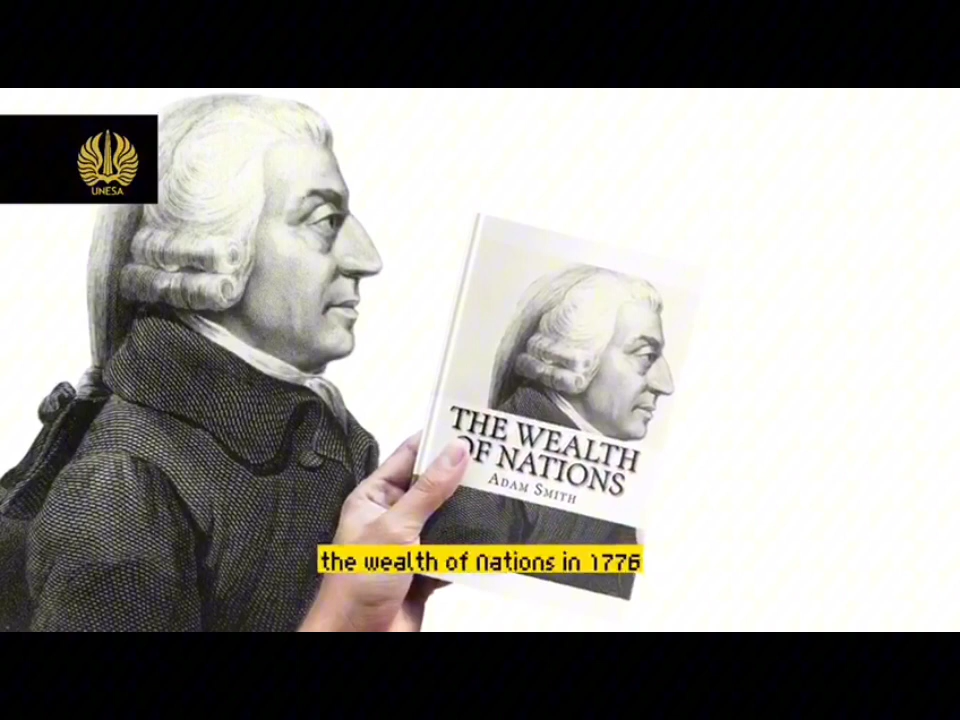 UNESA
THE WEALTH
OF NATIONS
ADAM SMITH
the wealth of Nations in 1776